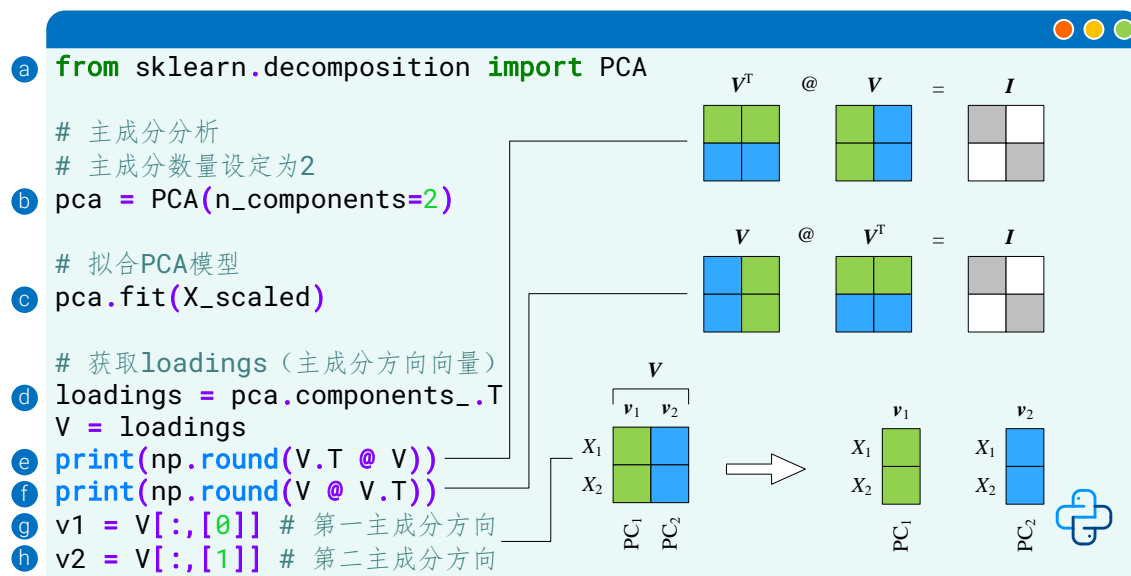 a from sklearn.decomposition import PCA
# 主成分分析
# 主成分数量设定为2
b pca = PCA(n_components=2)
# 拟合PCA模型
c pca.fit(X_scaled)
# 获取loadings（主成分方向向量）
d loadings = pca.components_.T
V = loadings
e print(np.round(V.T @ V))
f print(np.round(V @ V.T))
g v1 = V[:,[0]] # 第一主成分方向
h v2 = V[:,[1]] # 第二主成分方向
V^T @ V = I
V @ V^T = I
V
v₁ v₂
X₁
X₂
PC₁ PC₂
v₁
X₁
X₂
PC₁
v₂
X₁
X₂
PC₂